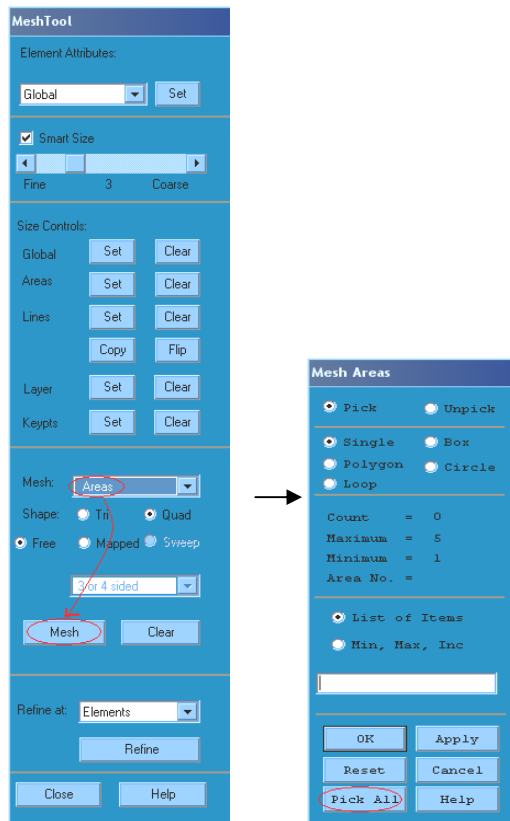 MeshTool
Element Attributes:
Global Set
Smart Size
Fine 3 Coarse
Size Controls:
Global Set Clear
Areas Set Clear
Lines Set Clear
Copy Flip
Layer Set Clear
Keypts Set Clear
Mesh: Areas
Shape: Tri Quad
Free Mapped Sweep
3 or 4 sided
Mesh Clear
Refine at: Elements
Refine
Close Help
Mesh Areas
Pick Unpick
Single Box
Polygon Circle
Loop
Count = 0
Maximum = 5
Minimum = 1
Area No. =
List of Items
Min, Max, Inc
OK Apply
Reset Cancel
Pick All Help